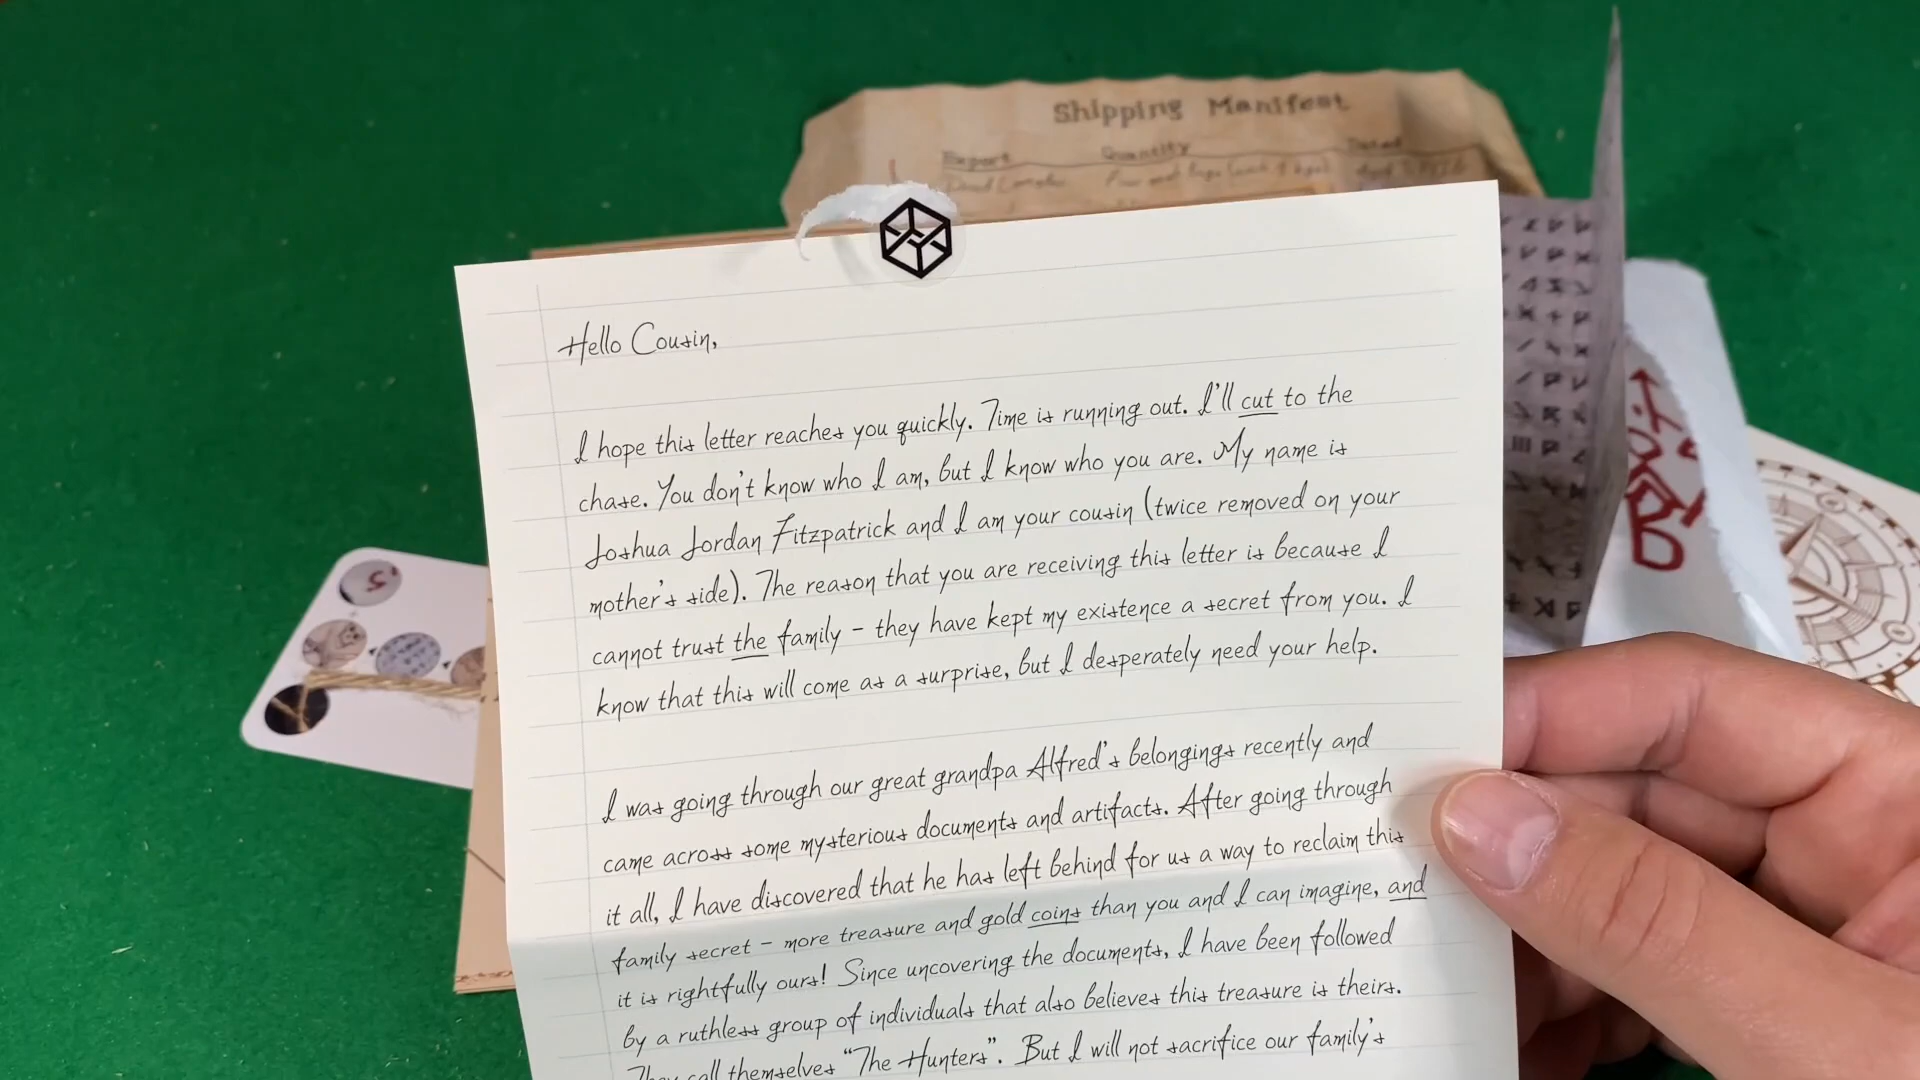 Shipping Manifest
Export Quantity Dated
Hello Cousin,
I hope this letter reaches you quickly. Time is running out. I'll cut to the
chase. You don't know who I am, but I know who you are. My name is
Joshua Jordan Fitzpatrick and I am your cousin (twice removed on your
mother's side). The reason that you are receiving this letter is because I
cannot trust the family - they have kept my existence a secret from you. I
know that this will come as a surprise, but I desperately need your help.
I was going through our great grandpa Alfred's belongings recently and
came across some mysterious documents and artifacts. After going through
it all, I have discovered that he has left behind for us a way to reclaim this
family secret - more treasure and gold coins than you and I can imagine, and
it is rightfully ours! Since uncovering the documents, I have been followed
by a ruthless group of individuals that also believes this treasure is theirs.
They call themselves "The Hunters". But I will not sacrifice our family's